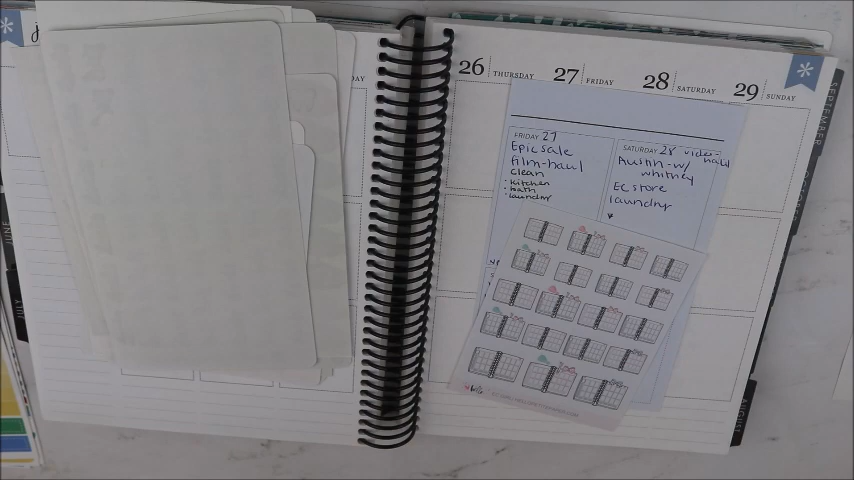 26 THURSDAY
27 FRIDAY
28 SATURDAY
29 SUNDAY
FRIDAY 27
Epic sale
film-haul
clean
- kitchen
- bath
- laundry
SATURDAY 28 video-haul
Austin-w/
whitney
EC store
laundry
SEPTEMBER
JUNE
JULY
AUGUST